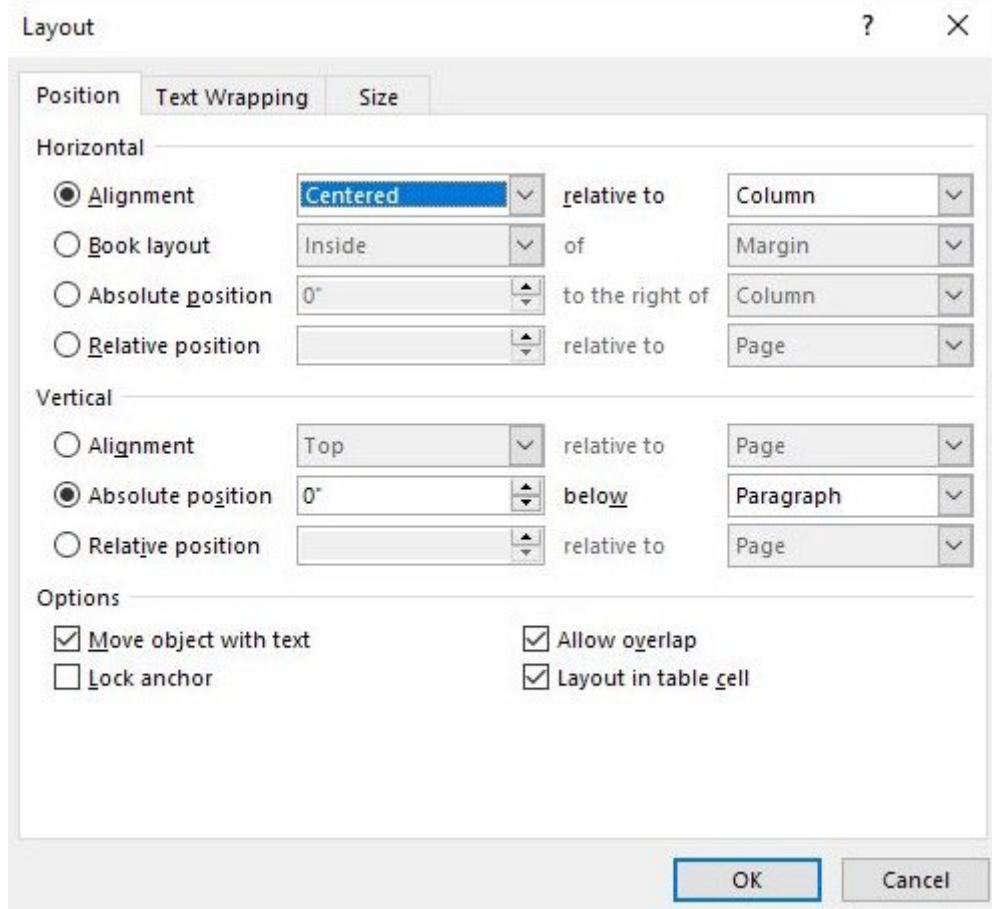 Layout ? ×
Position Text Wrapping Size
Horizontal
Alignment Centered relative to Column
Book layout Inside of Margin
Absolute position 0" to the right of Column
Relative position relative to Page
Vertical
Alignment Top relative to Page
Absolute position 0" below Paragraph
Relative position relative to Page
Options
Move object with text Allow overlap
Lock anchor Layout in table cell
OK Cancel